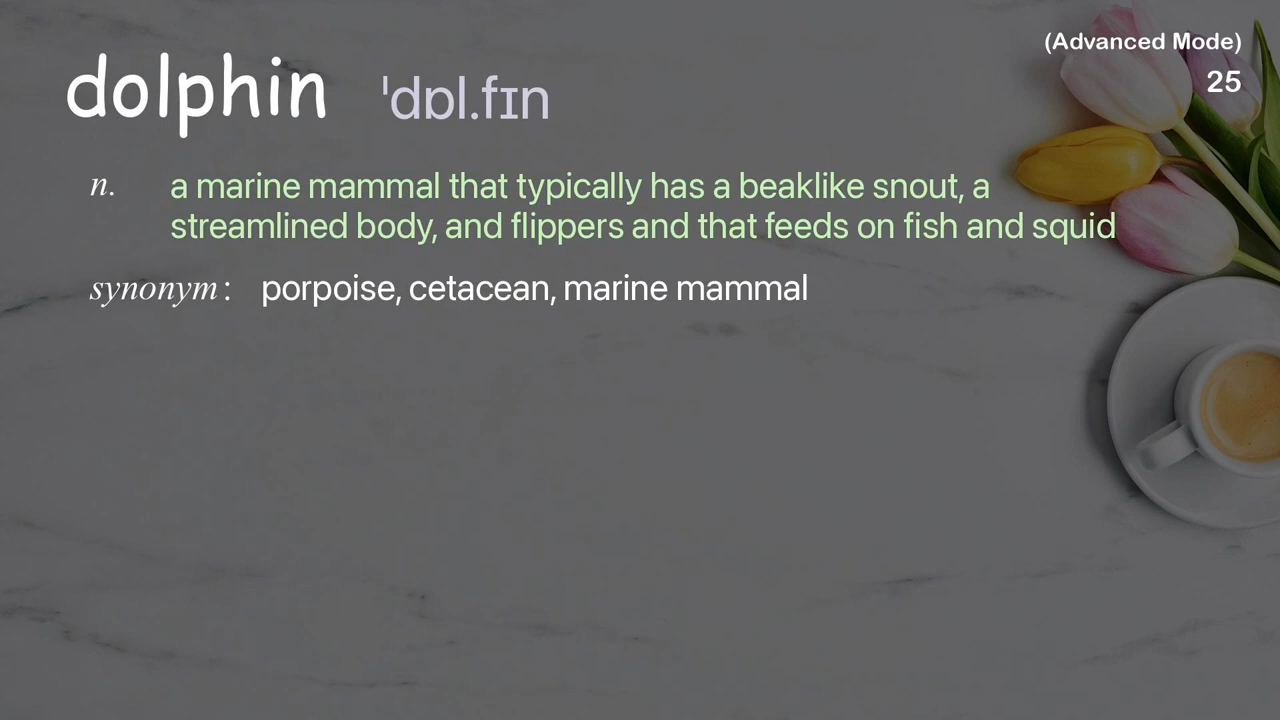 (Advanced Mode)
25
dolphin ˈdɒl.fɪn
n. a marine mammal that typically has a beaklike snout, a
streamlined body, and flippers and that feeds on fish and squid
synonym: porpoise, cetacean, marine mammal